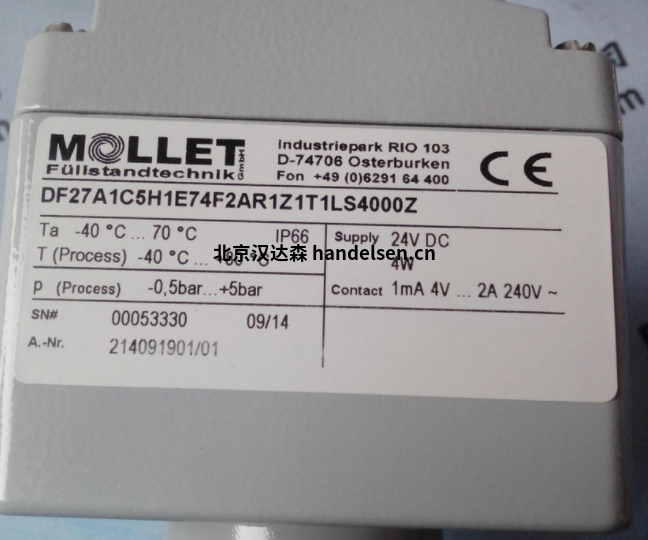 MOLLET GMBH
Füllstandtechnik
Industriepark RIO 103
D-74706 Osterburken
Fon +49 (0)6291 64 400
CE
DF27A1C5H1E74F2AR1Z1T1LS4000Z
Ta -40 °C ... 70 °C IP66
T (Process) -40 °C ... °C
p (Process) -0,5bar...+5bar
Supply 24V DC
4W
Contact 1mA 4V ... 2A 240V ~
北京汉达森 handelsen.cn
SN# 00053330 09/14
A.-Nr. 214091901/01